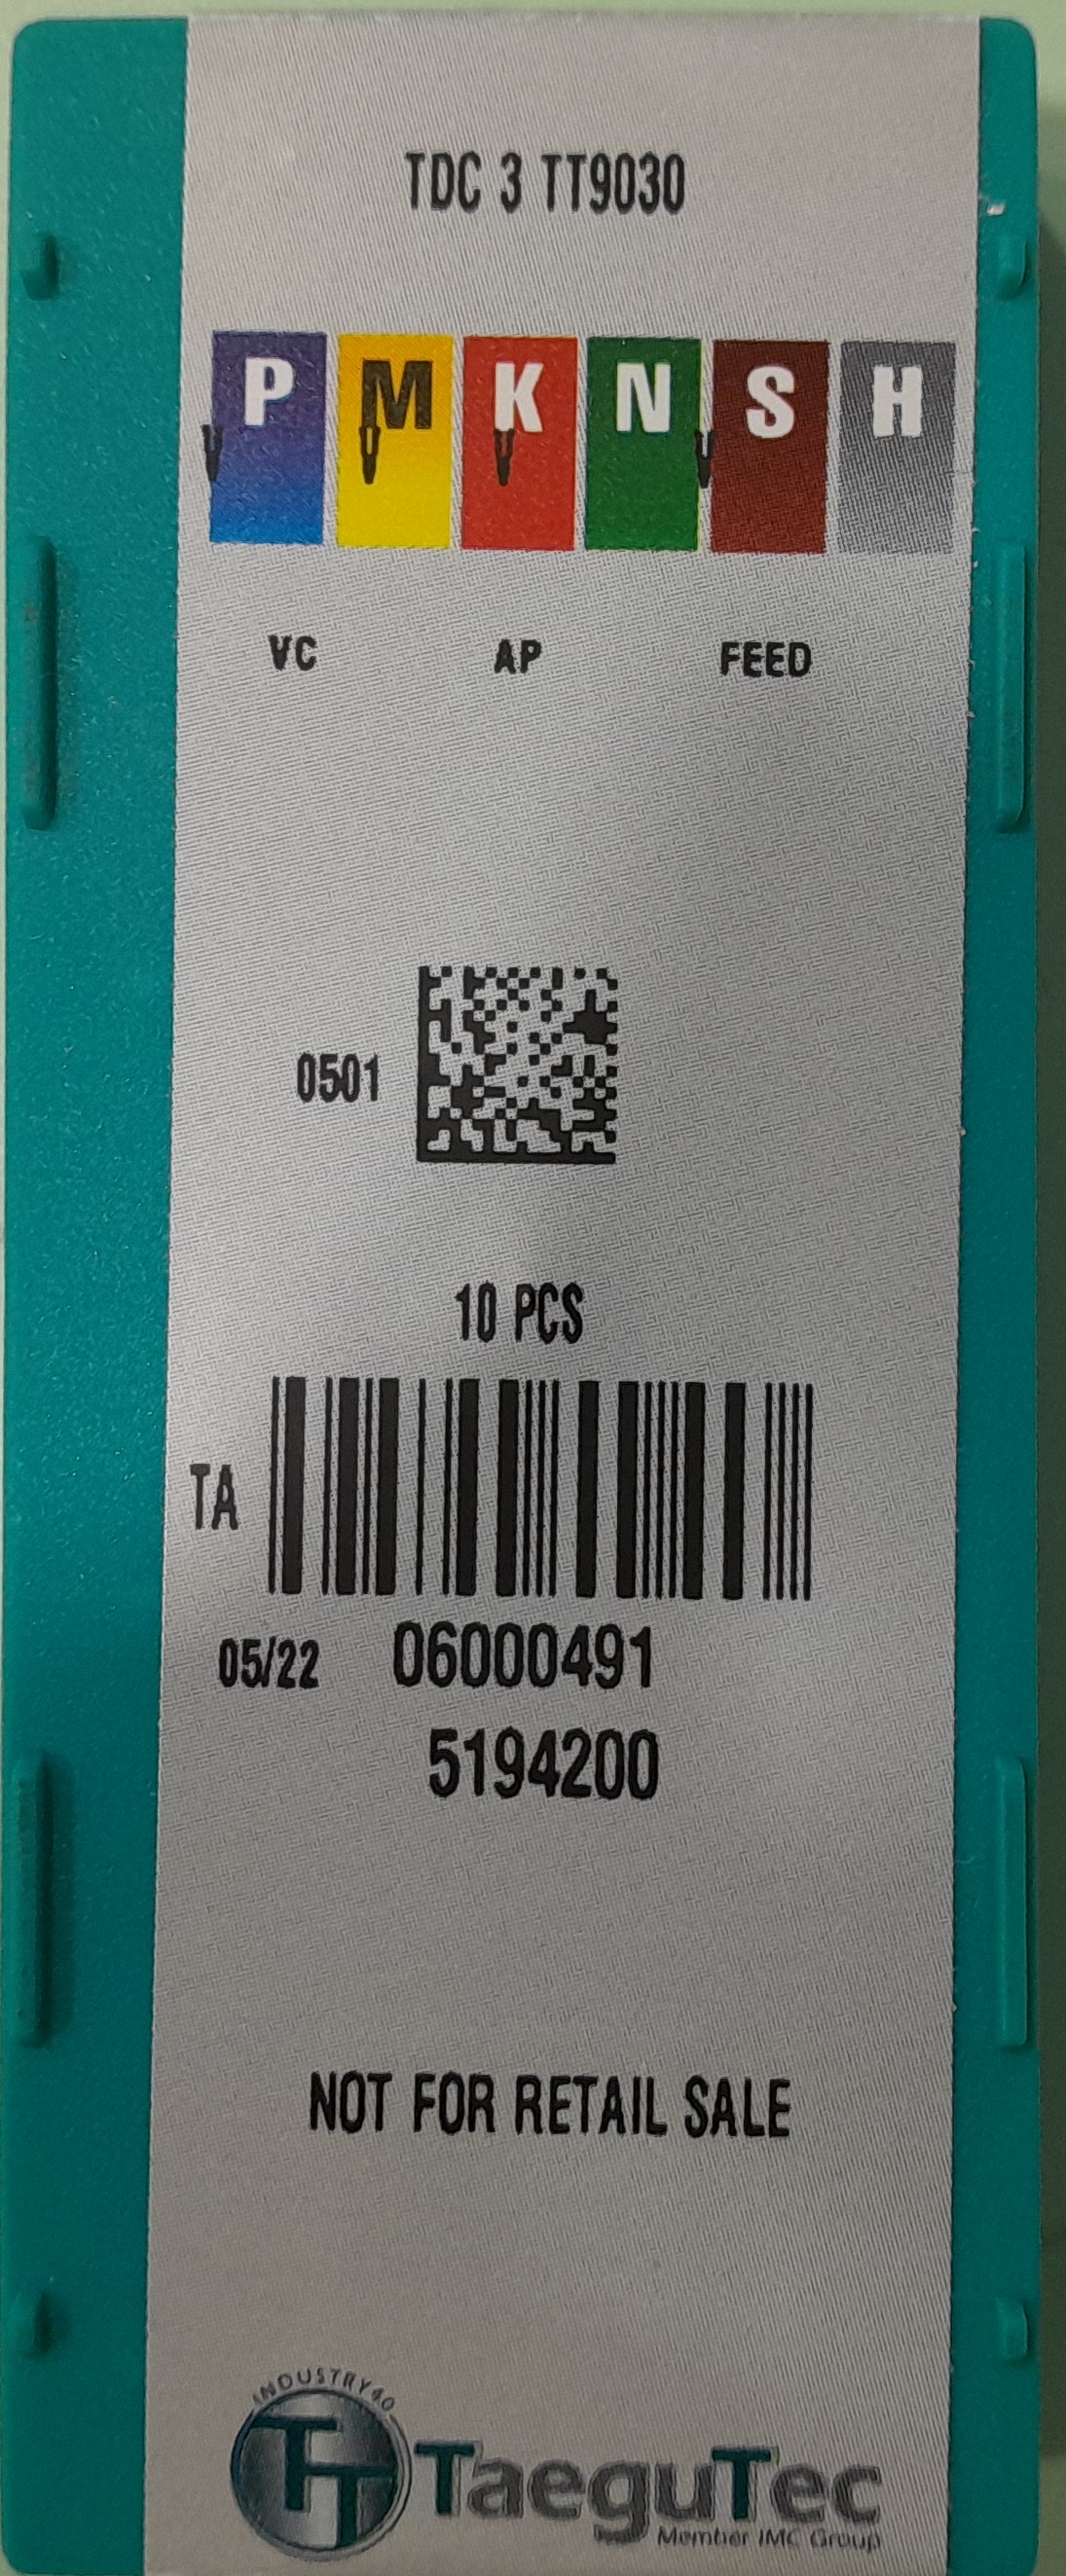 TDC 3 TT9030
P M K N S H
VC AP FEED
0501
10 PCS
TA
05/22 06000491
5194200
NOT FOR RETAIL SALE
INDUSTRY4.0
TT TaeguTec
Member IMC Group